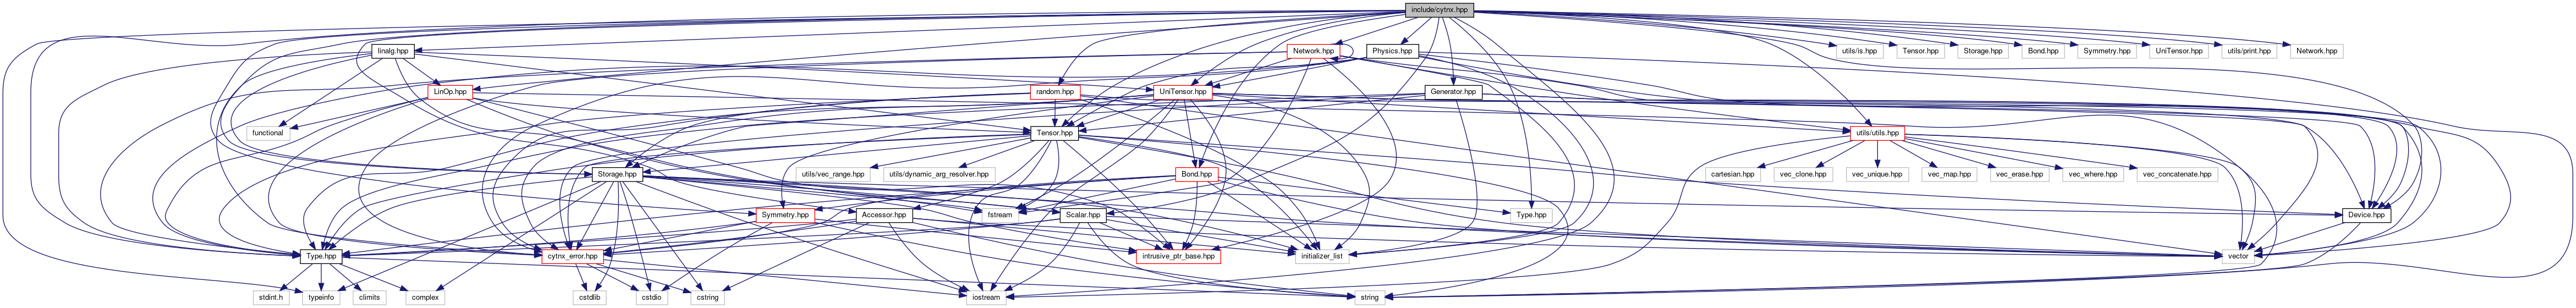 include/cytnx.hpp
linalg.hpp
Network.hpp
Physics.hpp
utils/is.hpp
Tensor.hpp
Storage.hpp
Bond.hpp
Symmetry.hpp
UniTensor.hpp
utils/print.hpp
Network.hpp
LinOp.hpp
random.hpp
UniTensor.hpp
Generator.hpp
functional
Tensor.hpp
utils/utils.hpp
Storage.hpp
utils/vec_range.hpp
utils/dynamic_arg_resolver.hpp
Bond.hpp
cartesian.hpp
vec_clone.hpp
vec_unique.hpp
vec_map.hpp
vec_erase.hpp
vec_where.hpp
vec_concatenate.hpp
Symmetry.hpp
Accessor.hpp
fstream
Scalar.hpp
Type.hpp
Device.hpp
Type.hpp
cytnx_error.hpp
intrusive_ptr_base.hpp
initializer_list
vector
stdint.h
typeinfo
climits
complex
cstdlib
cstdio
cstring
iostream
string